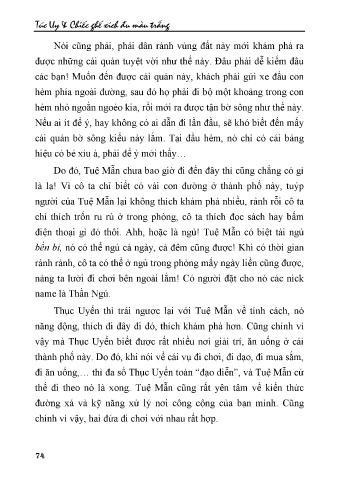 Túc Uy & Chiếc ghế xích đu màu trắng
Nói cũng phải, phải dân rành vùng đất này mới khám phá ra
được những cái quán tuyệt vời như thế này. Đâu phải dễ kiếm đâu
các bạn! Muốn đến được cái quán này, khách phải gửi xe đầu con
hẻm phía ngoài đường, sau đó họ phải đi bộ một khoảng trong con
hẻm nhỏ ngoằn ngoèo kia, rồi mới ra được tận bờ sông như thế này.
Nếu ai ít để ý, hay không có ai dẫn đi lần đầu, sẽ khó biết đến mấy
cái quán bờ sông kiểu này lắm. Tại đầu hẻm, nó chỉ có cái bảng
hiệu có bé xíu à, phải để ý mới thấy…
Do đó, Tuệ Mẫn chưa bao giờ đi đến đây thì cũng chẳng có gì
là lạ! Vì cô ta chỉ biết có vài con đường ở thành phố này, tuýp
người của Tuệ Mẫn lại không thích khám phá nhiều, rảnh rỗi cô ta
chỉ thích trốn ru rú ở trong phòng, cô ta thích đọc sách hay bấm
điện thoại gì đó thôi. Ahh, hoặc là ngủ! Tuệ Mẫn có biệt tài ngủ
bền bỉ, nó có thể ngủ cả ngày, cả đêm cũng được! Khi có thời gian
rảnh rảnh, cô ta có thể ở ngủ trong phòng mấy ngày liền cũng được,
nàng ta lười đi chơi bên ngoài lắm! Có người đặt cho nó các nick
name là Thần Ngủ.
Thục Uyển thì trái ngược lại với Tuệ Mẫn về tính cách, nó
năng động, thích đi đây đi đó, thích khám phá hơn. Cũng chính vì
vậy mà Thục Uyển biết được rất nhiều nơi giải trí, ăn uống ở cái
thành phố này. Do đó, khi nói về cái vụ đi chơi, đi dạo, đi mua sắm,
đi ăn uống,… thì đa số Thục Uyển toàn “đạo diễn”, và Tuệ Mẫn cứ
thế đi theo nó là xong. Tuệ Mẫn cũng rất yên tâm về kiến thức
đường xá và kỹ năng xử lý nơi công cộng của bạn mình. Cũng
chính vì vậy, hai đứa đi chơi với nhau rất hợp.
74